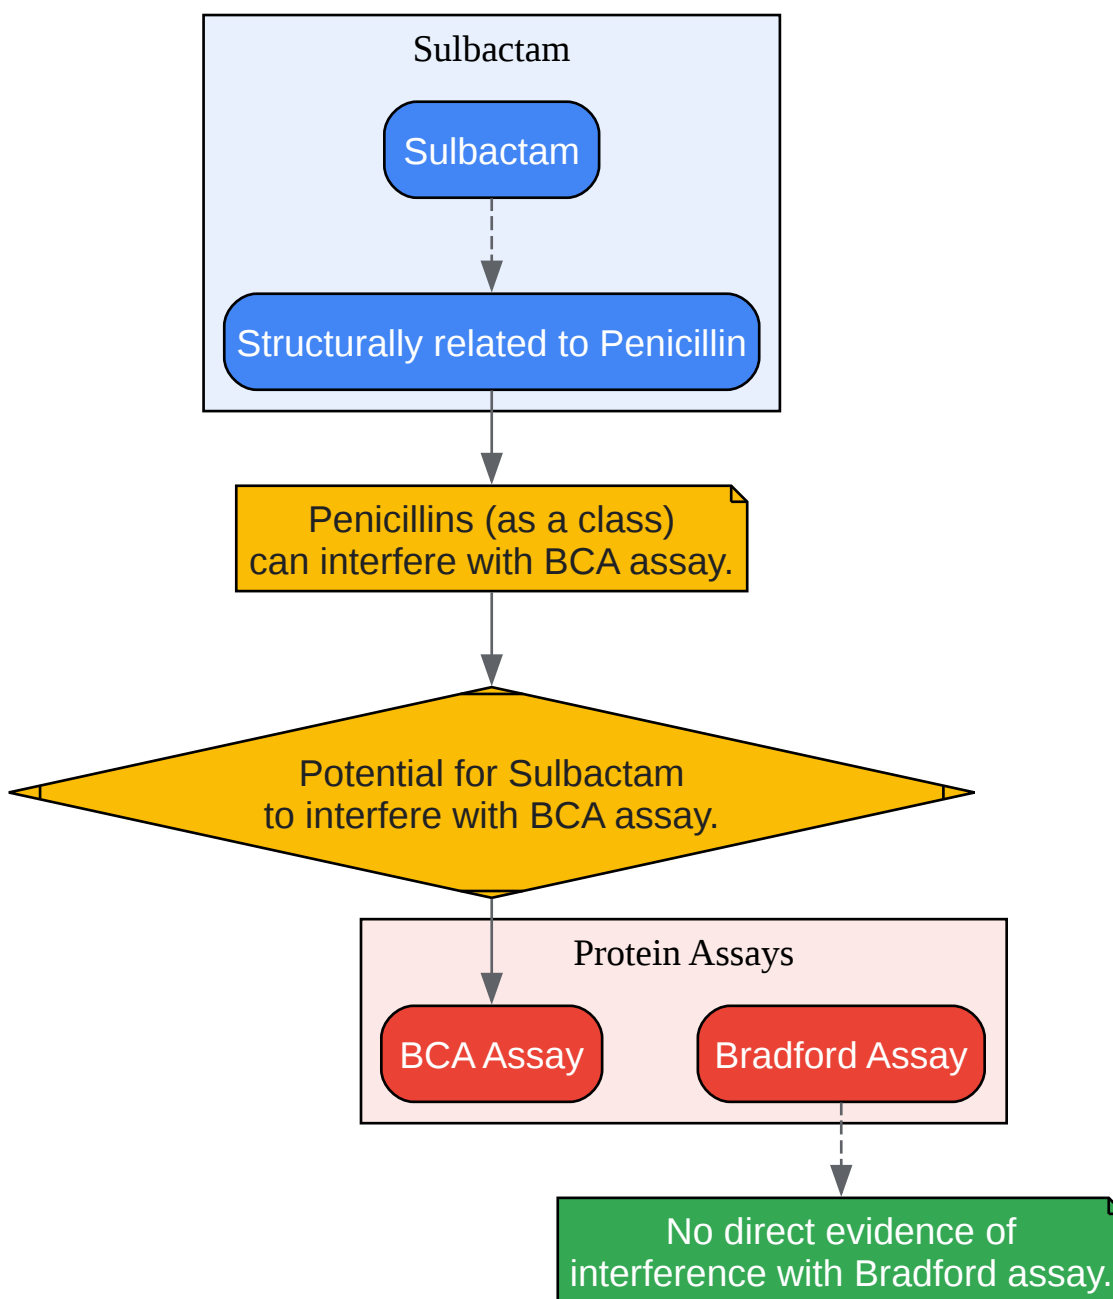 Sulbactam
Sulbactam
Structurally related to Penicillin
Penicillins (as a class)
can interfere with BCA assay.
Potential for Sulbactam
to interfere with BCA assay.
Protein Assays
BCA Assay
Bradford Assay
No direct evidence of
interference with Bradford assay.